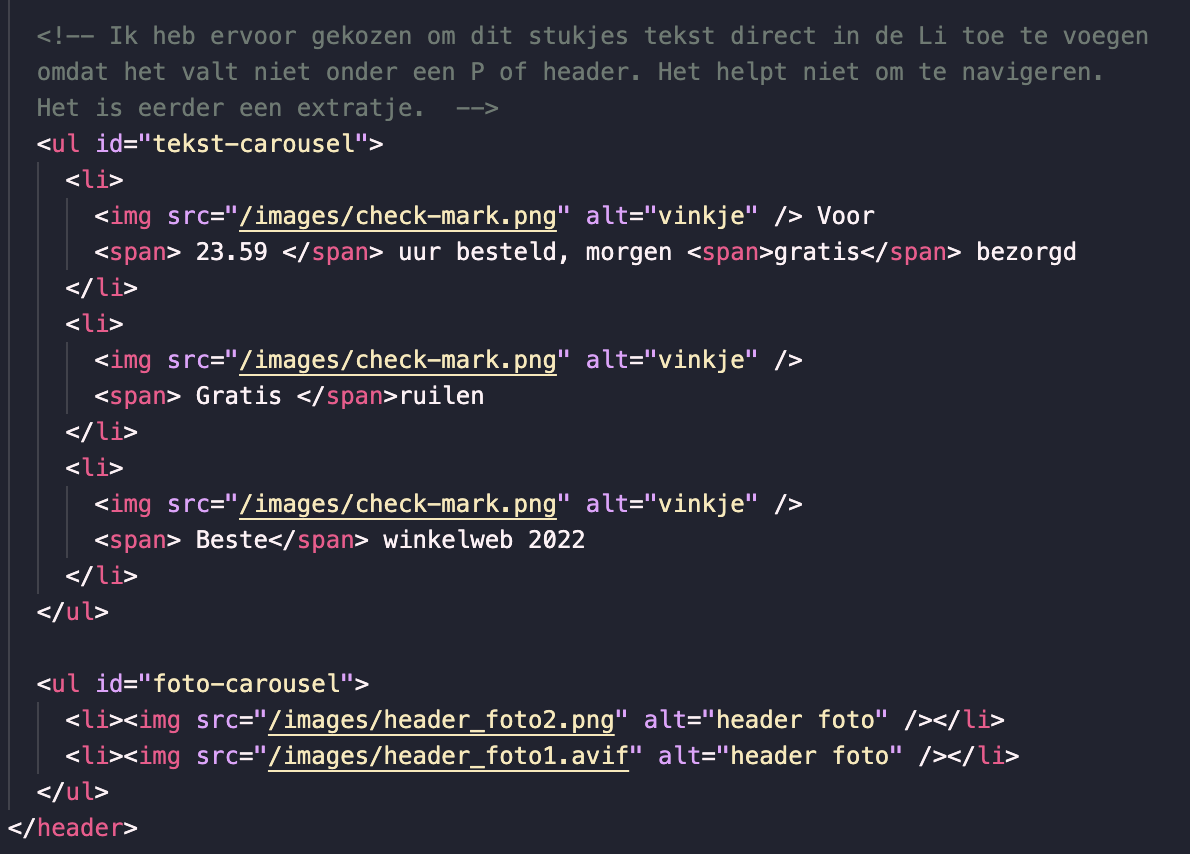 <!-- Ik heb ervoor gekozen om dit stukjes tekst direct in de Li toe te voegen
omdat het valt niet onder een P of header. Het helpt niet om te navigeren.
Het is eerder een extratje.  -->
<ul id="tekst-carousel">
<li>
<img src="/images/check-mark.png" alt="vinkje" /> Voor
<span> 23.59 </span> uur besteld, morgen <span>gratis</span> bezorgd
</li>
<li>
<img src="/images/check-mark.png" alt="vinkje" />
<span> Gratis </span>ruilen
</li>
<li>
<img src="/images/check-mark.png" alt="vinkje" />
<span> Beste</span> winkelweb 2022
</li>
</ul>
<ul id="foto-carousel">
<li><img src="/images/header_foto2.png" alt="header foto" /></li>
<li><img src="/images/header_foto1.avif" alt="header foto" /></li>
</ul>
</header>